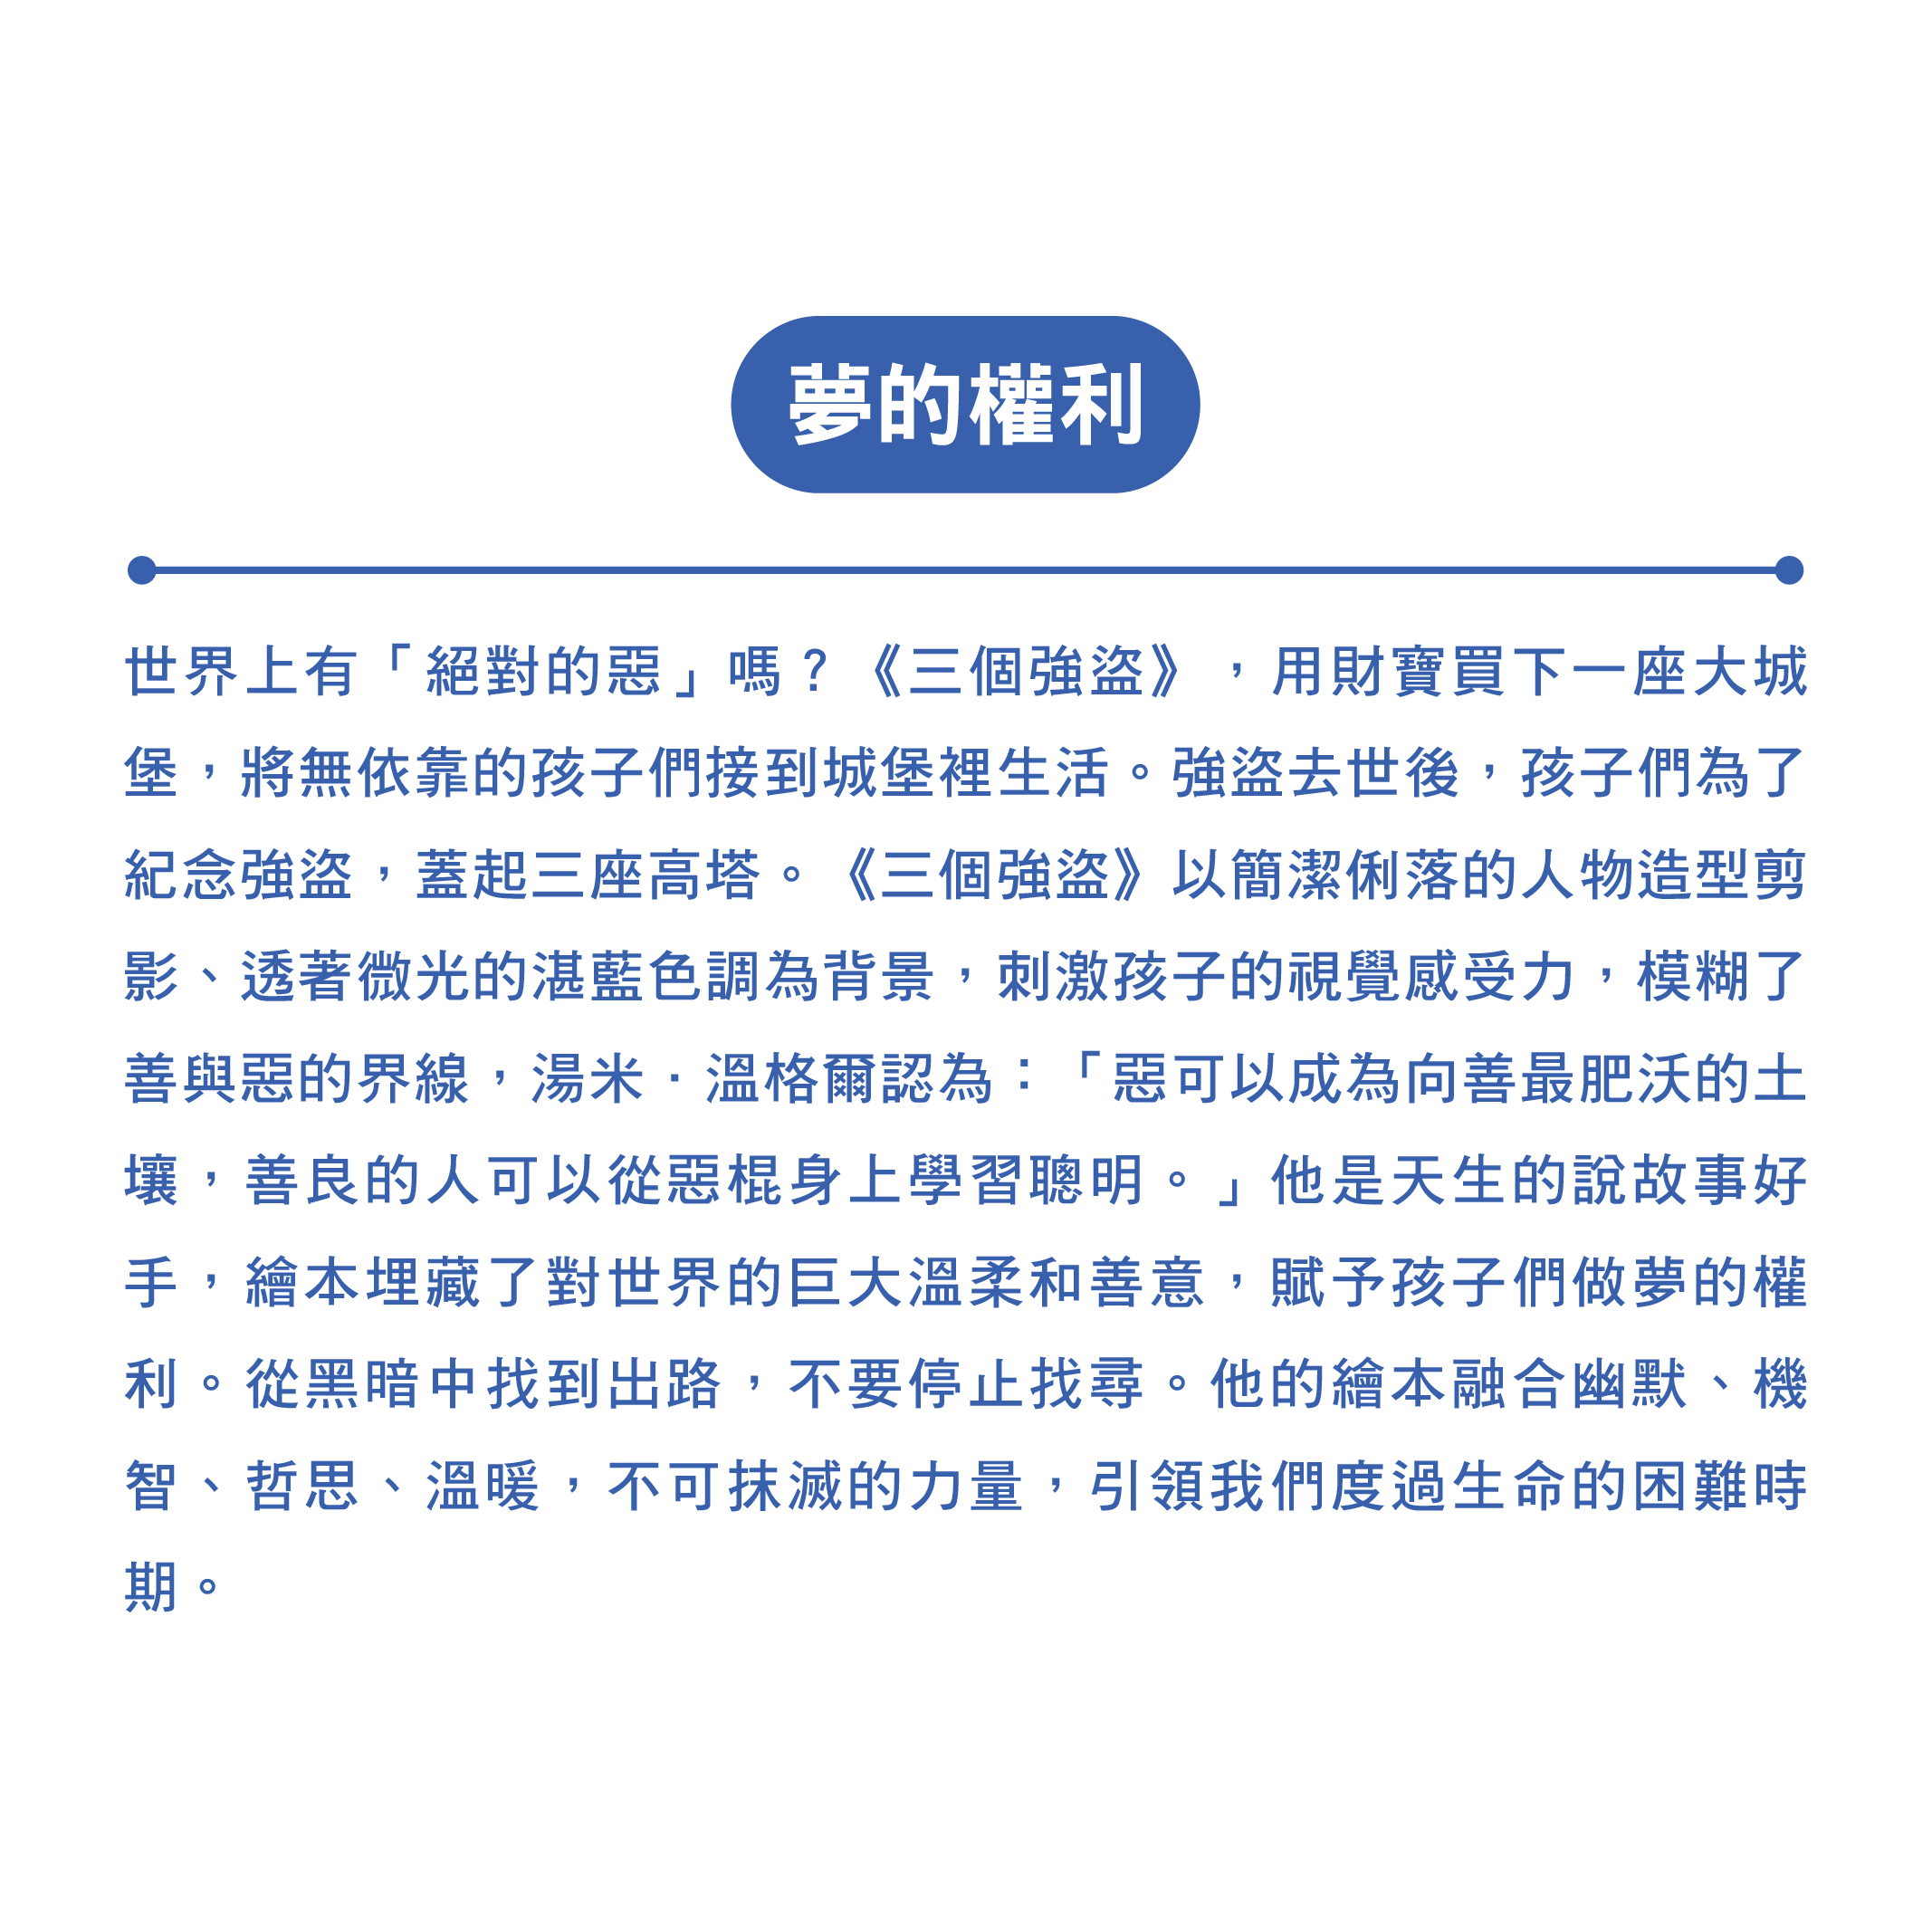 夢的權利
世界上有「絕對的惡」嗎？《三個強盜》，用財寶買下一座大城
堡，將無依靠的孩子們接到城堡裡生活。強盜去世後，孩子們為了
紀念強盜，蓋起三座高塔。《三個強盜》以簡潔俐落的人物造型剪
影、透著微光的湛藍色調為背景，刺激孩子的視覺感受力，模糊了
善與惡的界線，湯米．溫格爾認為：「惡可以成為向善最肥沃的土
壤，善良的人可以從惡棍身上學習聰明。」他是天生的說故事好
手，繪本埋藏了對世界的巨大溫柔和善意，賦予孩子們做夢的權
利。從黑暗中找到出路，不要停止找尋。他的繪本融合幽默、機
智、哲思、溫暖，不可抹滅的力量，引領我們度過生命的困難時
期。